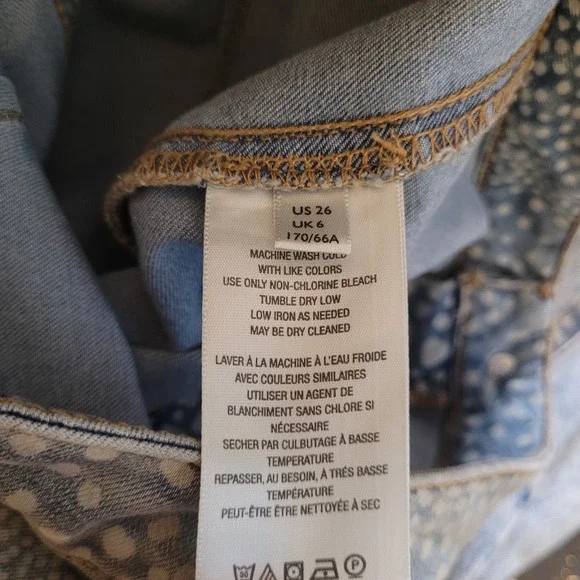 US 26
UK 6
170/66A
MACHINE WASH COLD
WITH LIKE COLORS
USE ONLY NON-CHLORINE BLEACH
TUMBLE DRY LOW
LOW IRON AS NEEDED
MAY BE DRY CLEANED
LAVER À LA MACHINE À L'EAU FROIDE
AVEC COULEURS SIMILAIRES
UTILISER UN AGENT DE
BLANCHIMENT SANS CHLORE SI
NÉCESSAIRE
SECHER PAR CULBUTAGE À BASSE
TEMPERATURE
REPASSER, AU BESOIN, À TRÉS BASSE
TEMPÉRATURE
PEUT-ÊTRE ÊTRE NETTOYÉE À SEC
30
P